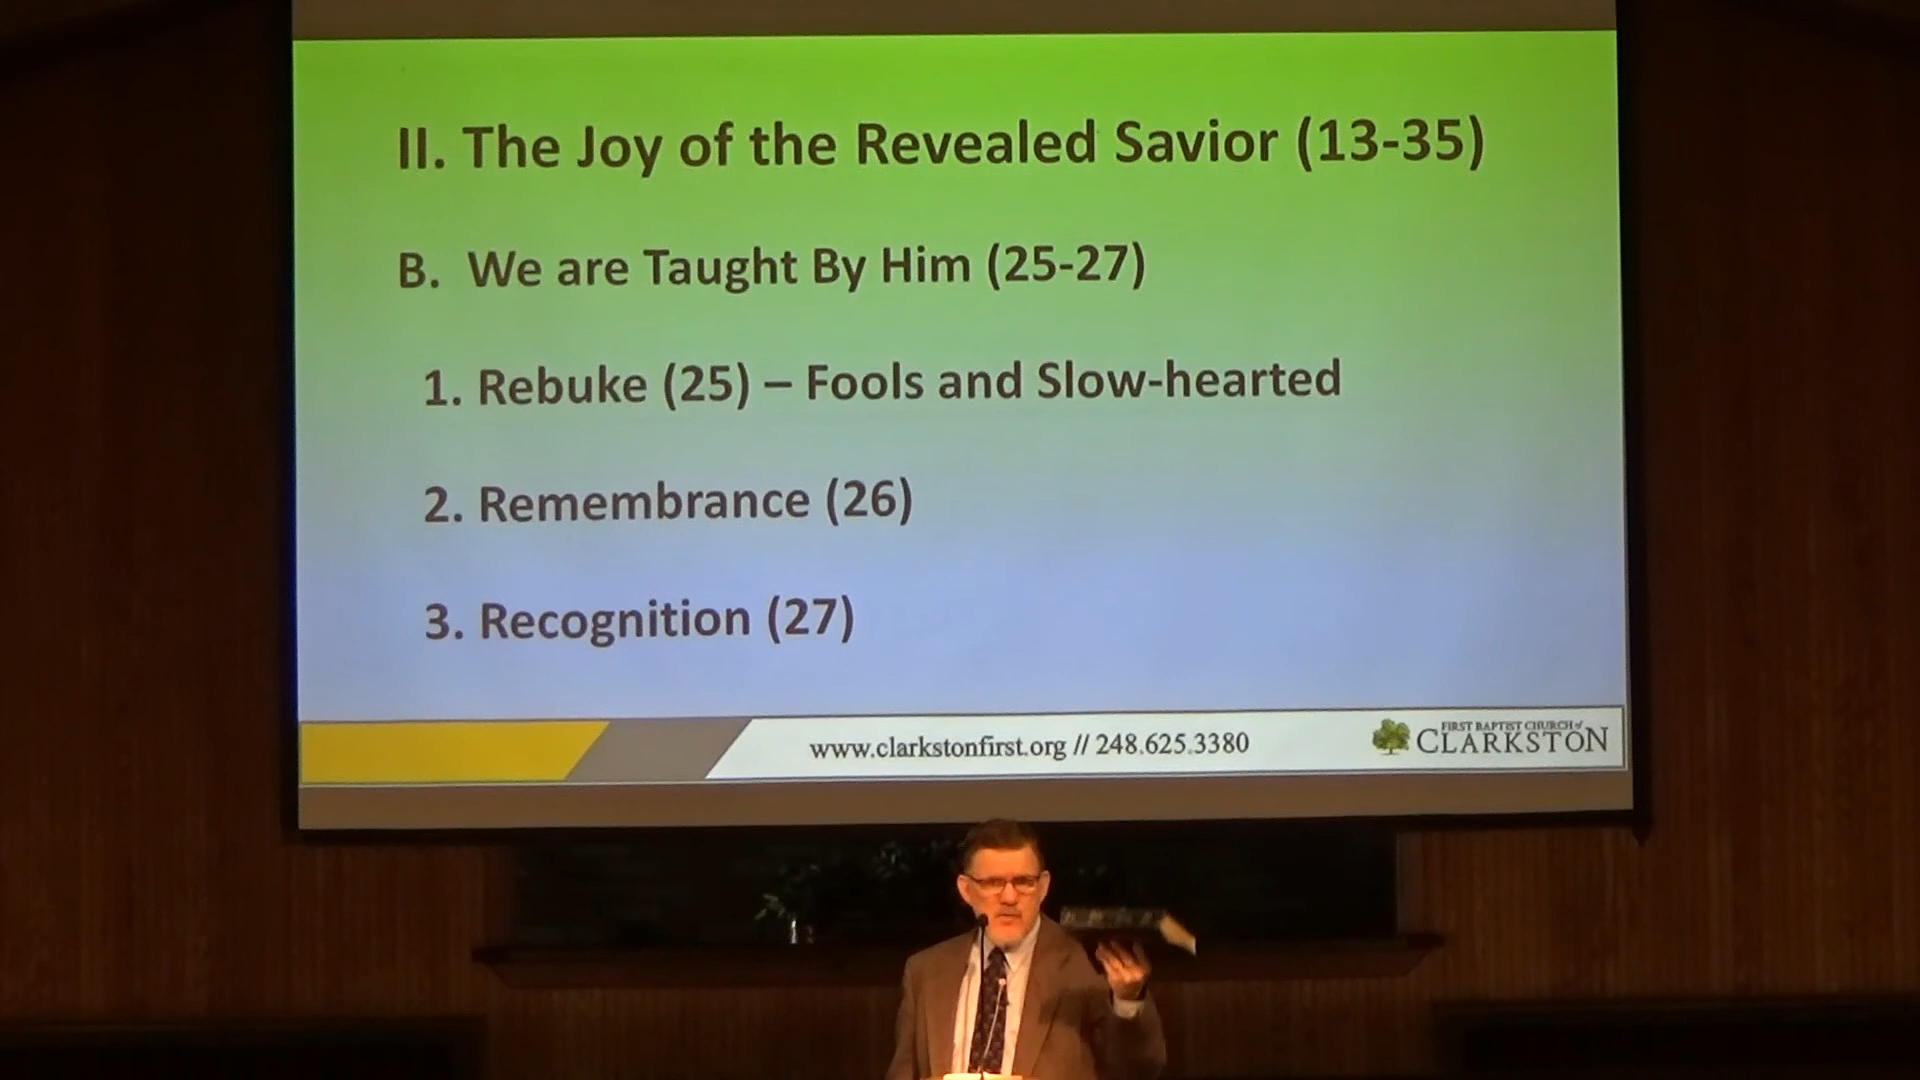 II. The Joy of the Revealed Savior (13-35)
B. We are Taught By Him (25-27)
1. Rebuke (25) – Fools and Slow-hearted
2. Remembrance (26)
3. Recognition (27)
www.clarkstonfirst.org // 248.625.3380
FIRST BAPTIST CHURCH of
CLARKSTON